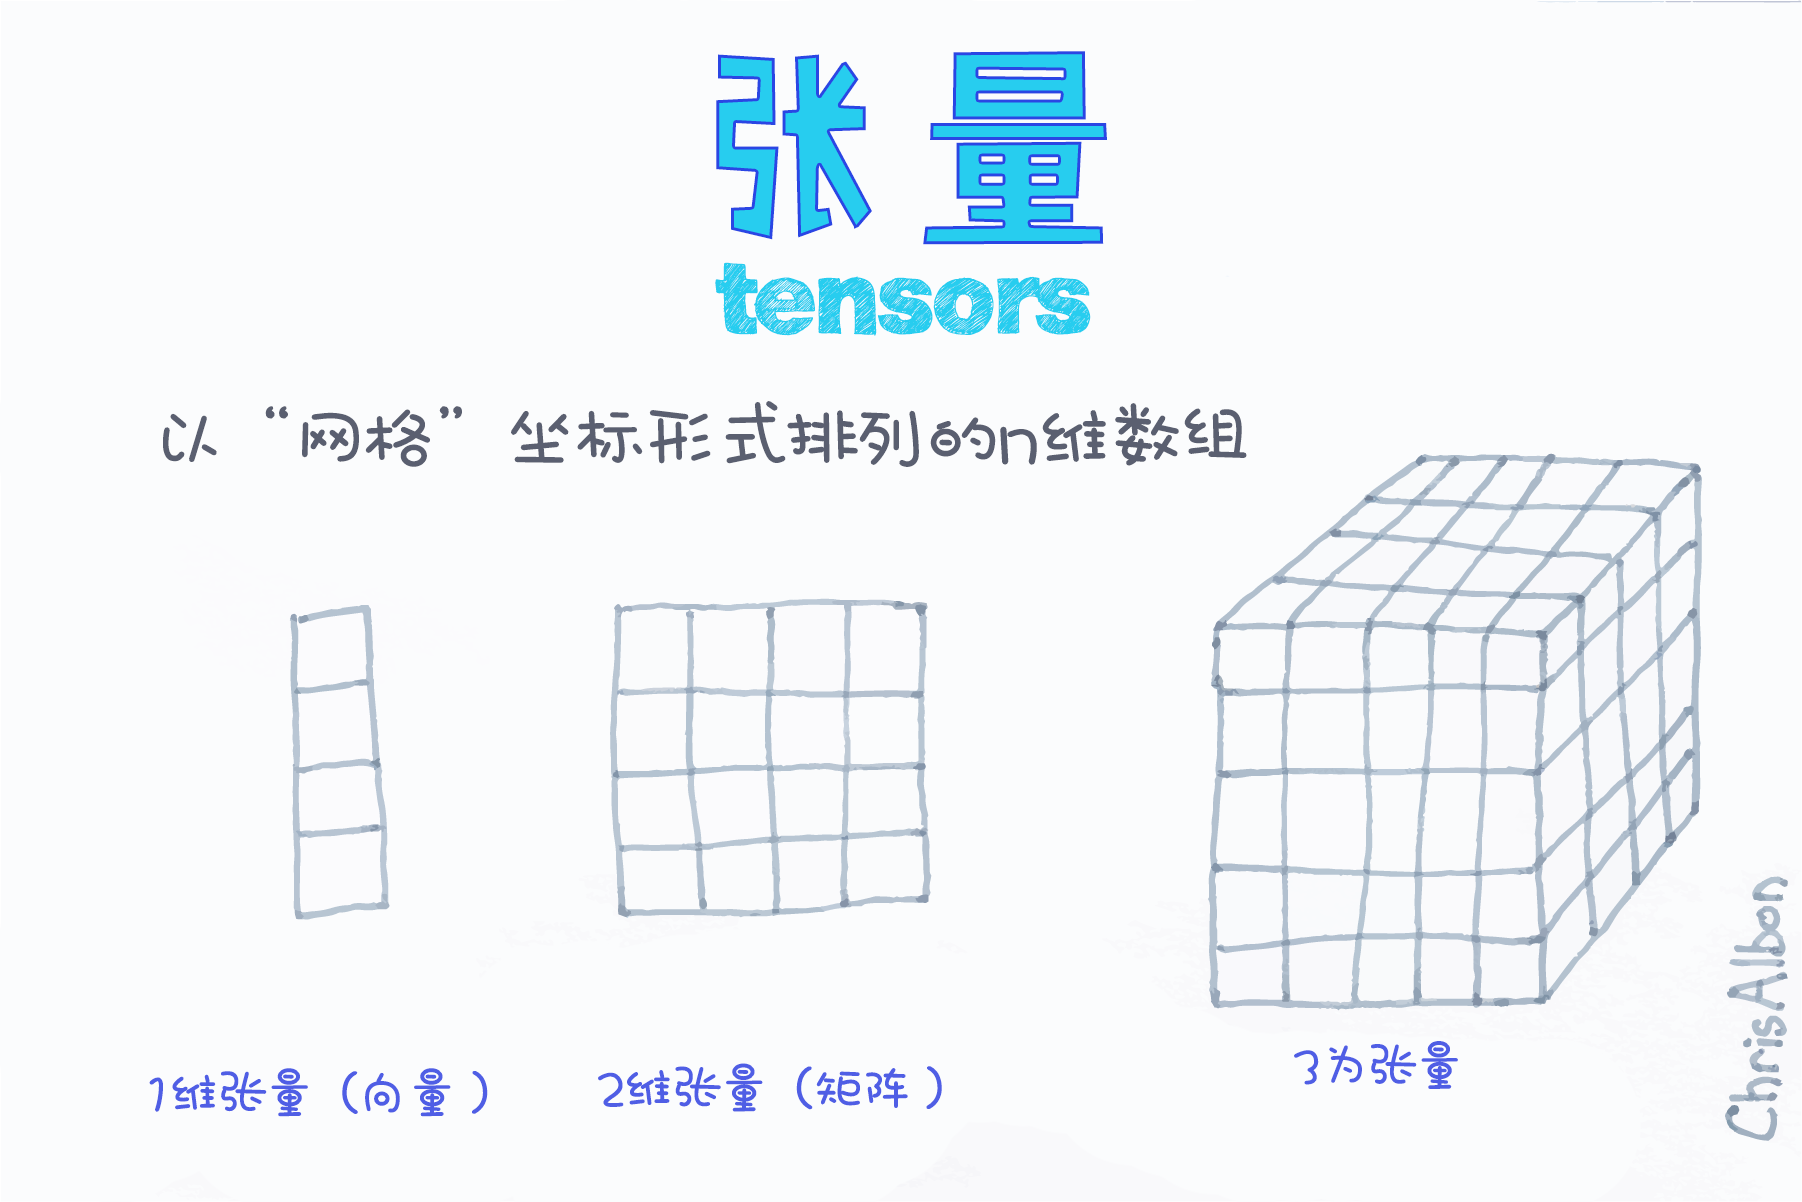 张量
tensors
以“网格”坐标形式排列的n维数组
1维张量（向量）
2维张量（矩阵）
3为张量
ChrisAlbon